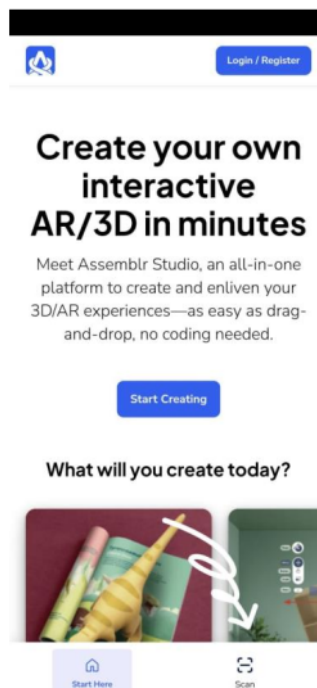 Login / Register
Create your own
interactive
AR/3D in minutes
Meet Assemblr Studio, an all-in-one
platform to create and enliven your
3D/AR experiences—as easy as drag-
and-drop, no coding needed.
Start Creating
What will you create today?
Start Here
Scan